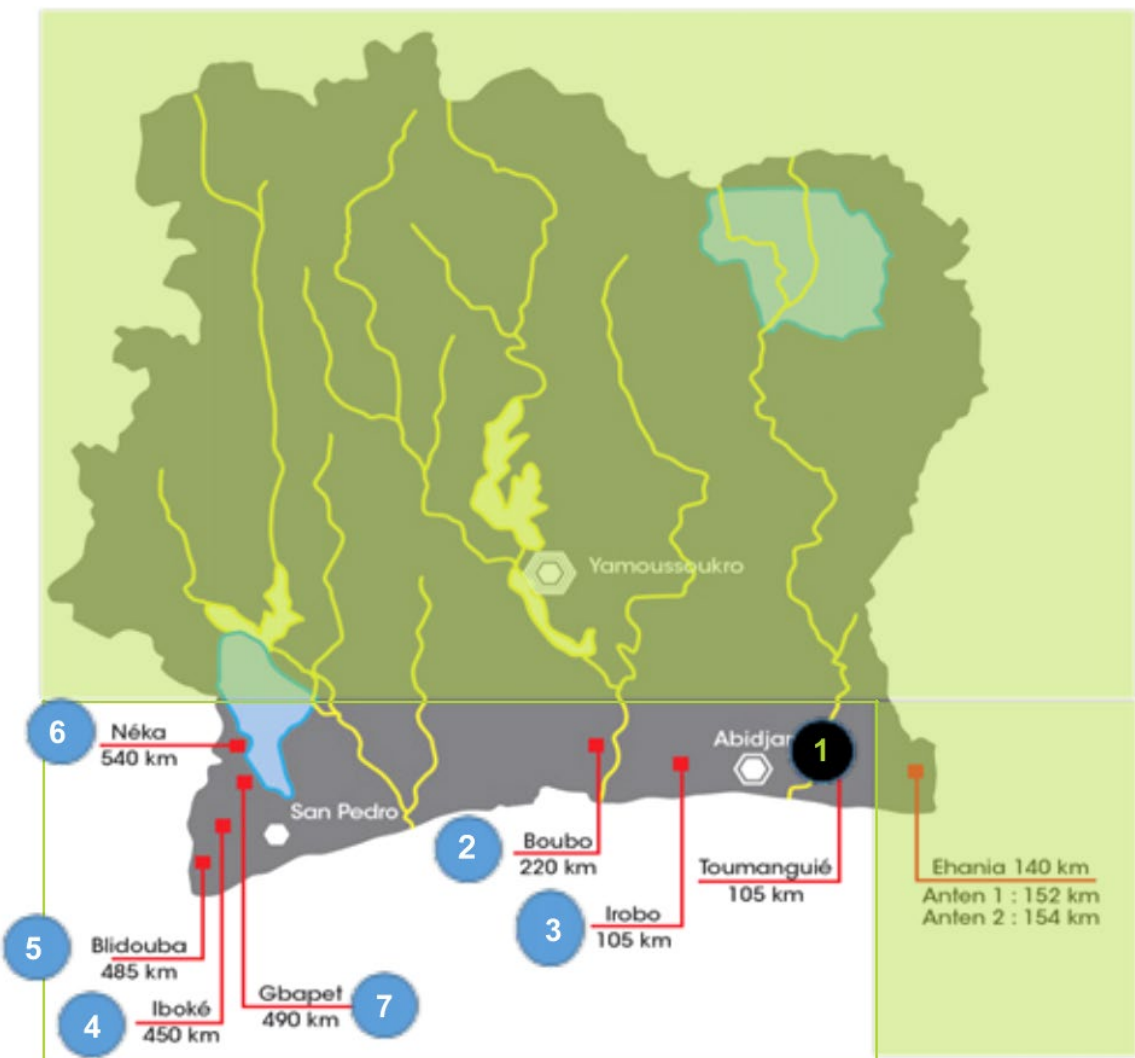 Yamoussoukro
6
Néka
540 km
Abidjan
1
San Pedro
2
Boubo
220 km
Toumanguié
105 km
Ehania 140 km
Anten 1 : 152 km
Anten 2 : 154 km
3
Irobo
105 km
5
Blidouba
485 km
4
Iboké
450 km
Gbapet
490 km
7